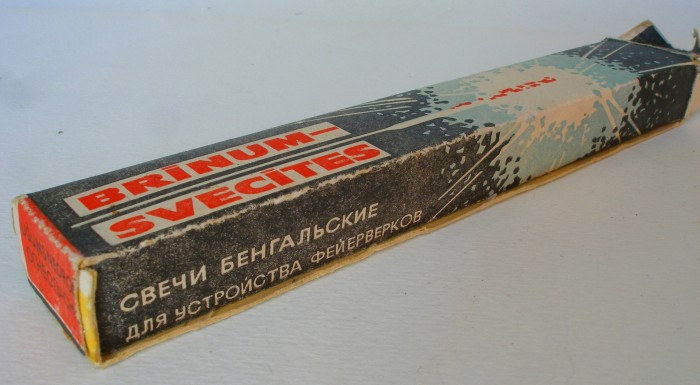 BRINUM–
SVECITES
СВЕЧИ БЕНГАЛЬСКИЕ
ДЛЯ УСТРОЙСТВА ФЕЙЕРВЕРКОВ